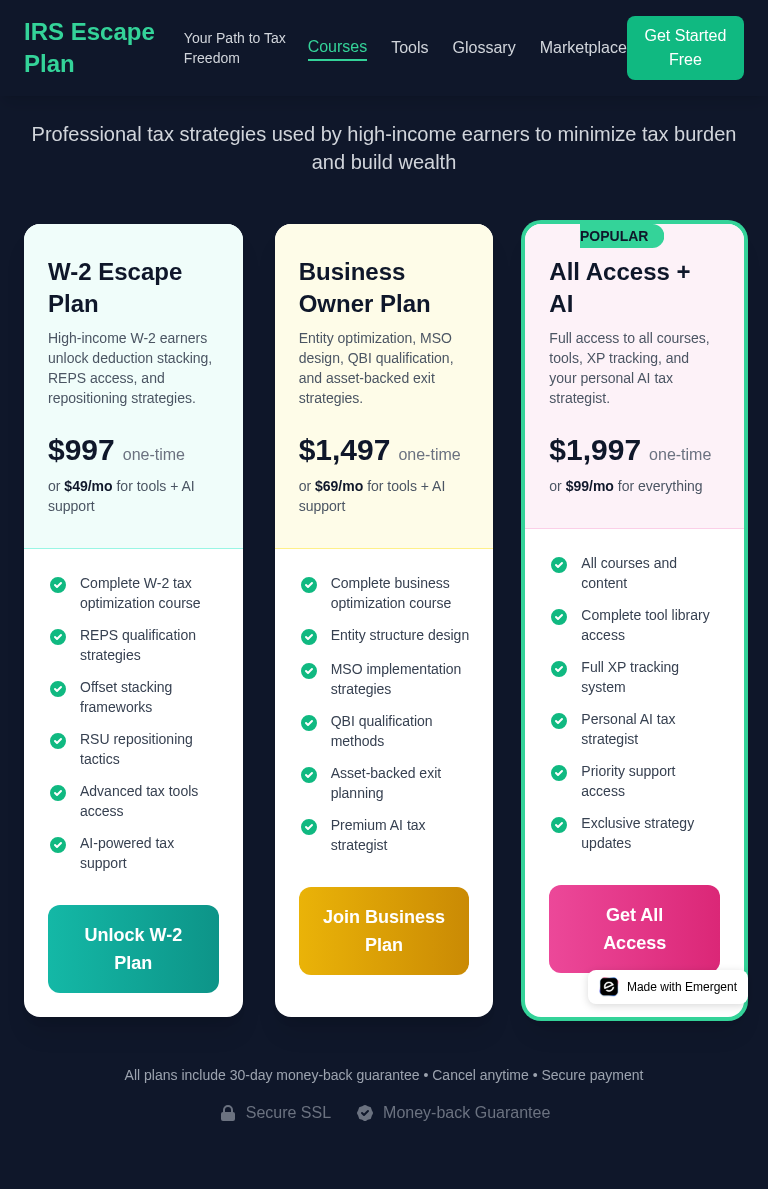 IRS Escape
Plan
Your Path to Tax
Freedom
Courses
Tools
Glossary
Marketplace
Get Started
Free
Professional tax strategies used by high-income earners to minimize tax burden
and build wealth
W-2 Escape
Plan
High-income W-2 earners
unlock deduction stacking,
REPS access, and
repositioning strategies.
$997 one-time
or $49/mo for tools + AI
support
Complete W-2 tax
optimization course
REPS qualification
strategies
Offset stacking
frameworks
RSU repositioning
tactics
Advanced tax tools
access
AI-powered tax
support
Unlock W-2
Plan
Business
Owner Plan
Entity optimization, MSO
design, QBI qualification,
and asset-backed exit
strategies.
$1,497 one-time
or $69/mo for tools + AI
support
Complete business
optimization course
Entity structure design
MSO implementation
strategies
QBI qualification
methods
Asset-backed exit
planning
Premium AI tax
strategist
Join Business
Plan
POPULAR
All Access +
AI
Full access to all courses,
tools, XP tracking, and
your personal AI tax
strategist.
$1,997 one-time
or $99/mo for everything
All courses and
content
Complete tool library
access
Full XP tracking
system
Personal AI tax
strategist
Priority support
access
Exclusive strategy
updates
Get All
Access
Made with Emergent
All plans include 30-day money-back guarantee • Cancel anytime • Secure payment
Secure SSL
Money-back Guarantee